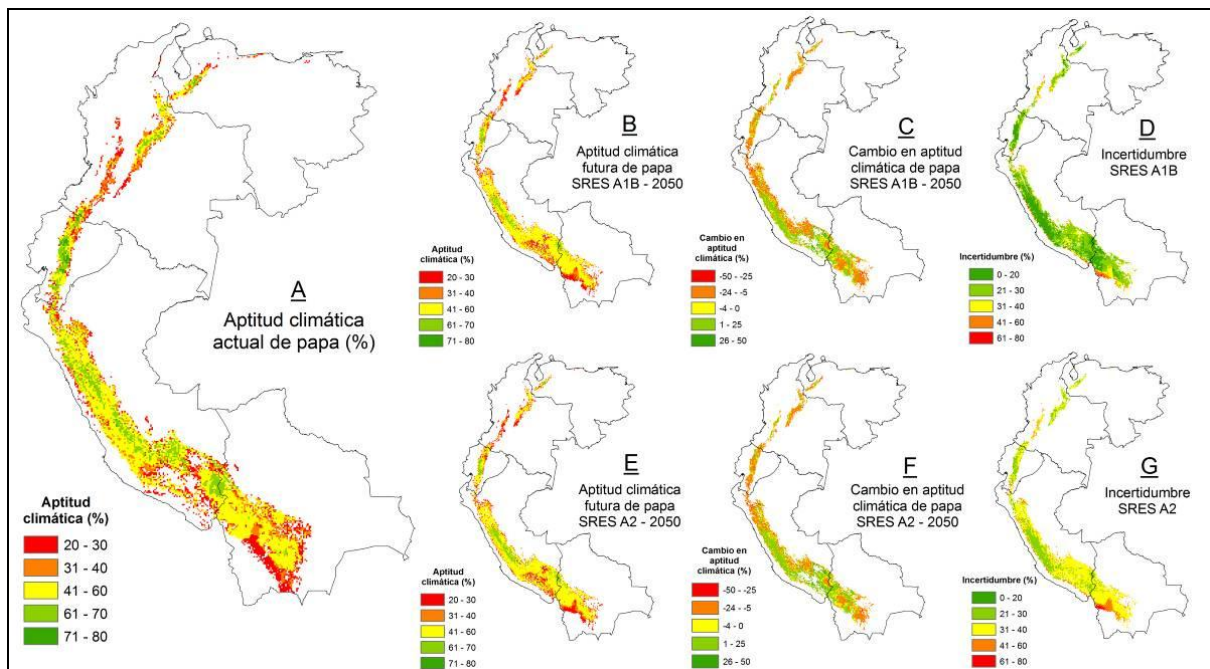 A
Aptitud climática
actual de papa (%)
Aptitud
climática (%)
20 - 30
31 - 40
41 - 60
61 - 70
71 - 80
B
Aptitud climática
futura de papa
SRES A1B - 2050
Aptitud
climática (%)
20 - 30
31 - 40
41 - 60
61 - 70
71 - 80
C
Cambio en aptitud
climática de papa
SRES A1B - 2050
Cambio en
aptitud
climática (%)
-50 - -25
-24 - -5
-4 - 0
1 - 25
26 - 50
D
Incertidumbre
SRES A1B
Incertidumbre (%)
0 - 20
21 - 30
31 - 40
41 - 60
61 - 80
E
Aptitud climática
futura de papa
SRES A2 - 2050
Aptitud
climática (%)
20 - 30
31 - 40
41 - 60
61 - 70
71 - 80
F
Cambio en aptitud
climática de papa
SRES A2 - 2050
Cambio en
aptitud
climática (%)
-50 - -25
-24 - -5
-4 - 0
1 - 25
26 - 50
G
Incertidumbre
SRES A2
Incertidumbre (%)
0 - 20
21 - 30
31 - 40
41 - 60
61 - 80